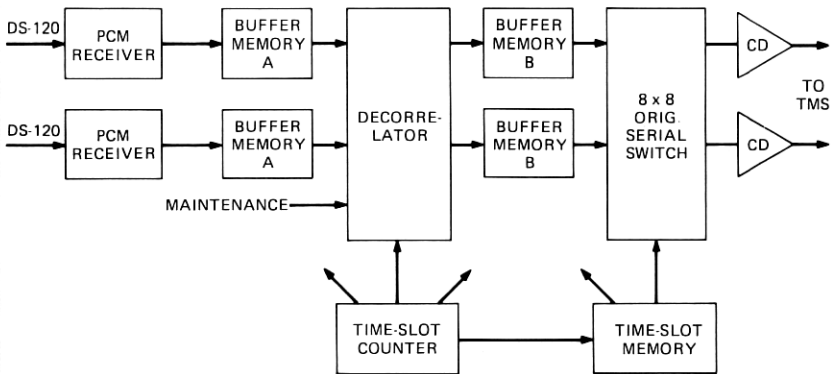 DS-120
PCM
RECEIVER
BUFFER
MEMORY
A
DECORRE-
LATOR
BUFFER
MEMORY
B
8 x 8
ORIG.
SERIAL
SWITCH
CD
TO
TMS
DS-120
PCM
RECEIVER
BUFFER
MEMORY
A
BUFFER
MEMORY
B
CD
MAINTENANCE
TIME-SLOT
COUNTER
TIME-SLOT
MEMORY